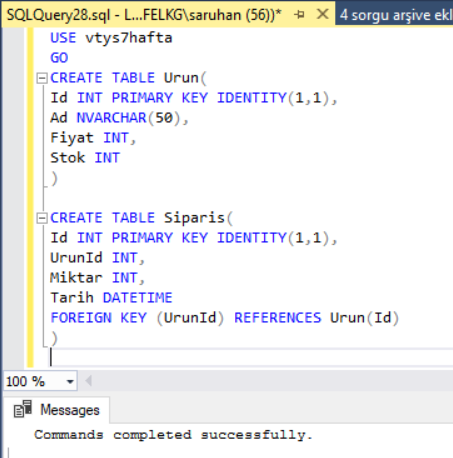 SQLQuery28.sql - L...FELKG\saruhan (56))* 4 sorgu arşive ekl
USE vtys7hafta
GO
CREATE TABLE Urun(
Id INT PRIMARY KEY IDENTITY(1,1),
Ad NVARCHAR(50),
Fiyat INT,
Stok INT
)
CREATE TABLE Siparis(
Id INT PRIMARY KEY IDENTITY(1,1),
UrunId INT,
Miktar INT,
Tarih DATETIME
FOREIGN KEY (UrunId) REFERENCES Urun(Id)
)
100 %
Messages
Commands completed successfully.